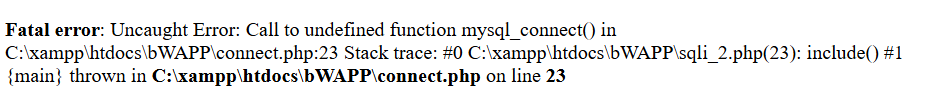 Fatal error: Uncaught Error: Call to undefined function mysql_connect() in
C:\xampp\htdocs\bWAPP\connect.php:23 Stack trace: #0 C:\xampp\htdocs\bWAPP\sqli_2.php(23): include() #1
{main} thrown in C:\xampp\htdocs\bWAPP\connect.php on line 23